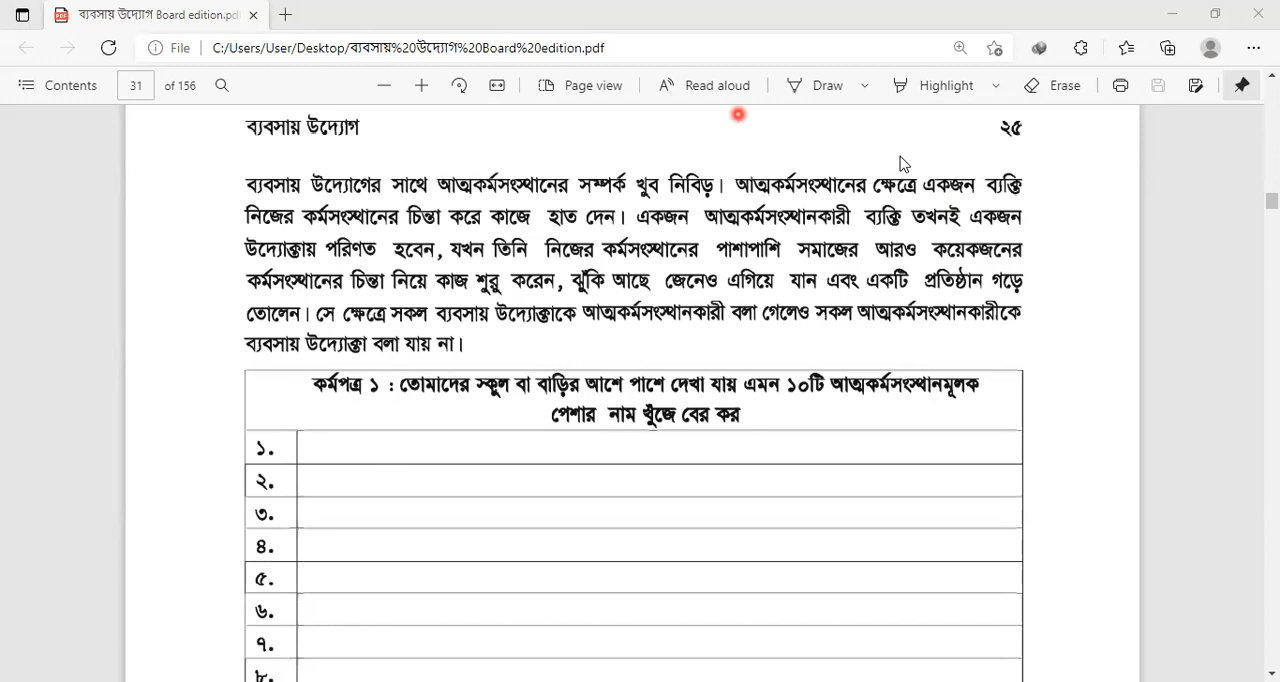 ব্যবসায় উদ্যোগ Board edition.pd
File C:/Users/User/Desktop/ব্যবসায়%20উদ্যোগ%20Board%20edition.pdf
Contents 31 of 156 Page view Read aloud Draw Highlight Erase
ব্যবসায় উদ্যোগ ২৫
ব্যবসায় উদ্যোগের সাথে আত্মকর্মসংস্থানের সম্পর্ক খুব নিবিড়। আত্মকর্মসংস্থানের ক্ষেত্রে একজন ব্যক্তি
নিজের কর্মসংস্থানের চিন্তা করে কাজে হাত দেন। একজন আত্মকর্মসংস্থানকারী ব্যক্তি তখনই একজন
উদ্যোক্তায় পরিণত হবেন, যখন তিনি নিজের কর্মসংস্থানের পাশাপাশি সমাজের আরও কয়েকজনের
কর্মসংস্থানের চিন্তা নিয়ে কাজ শুরু করেন, ঝুঁকি আছে জেনেও এগিয়ে যান এবং একটি প্রতিষ্ঠান গড়ে
তোলেন। সে ক্ষেত্রে সকল ব্যবসায় উদ্যোক্তাকে আত্মকর্মসংস্থানকারী বলা গেলেও সকল আত্মকর্মসংস্থানকারীকে
ব্যবসায় উদ্যোক্তা বলা যায় না।
কর্মপত্র ১ : তোমাদের স্কুল বা বাড়ির আশে পাশে দেখা যায় এমন ১০টি আত্মকর্মসংস্থানমূলক
পেশার নাম খুঁজে বের কর
১.
২.
৩.
৪.
৫.
৬.
৭.
৮.